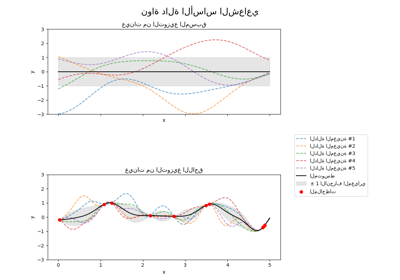 نواة دالة الأساس الشعاعي
عينات من التوزيع المسبق
3
2
1
0
−1
−2
−3
y
x
عينات من التوزيع اللاحق
3
2
1
0
−1
−2
−3
y
0
1
2
3
4
5
x
الدالة المعينة #1
الدالة المعينة #2
الدالة المعينة #3
الدالة المعينة #4
الدالة المعينة #5
المتوسط
± 1 الانحراف المعياري
الملاحظات